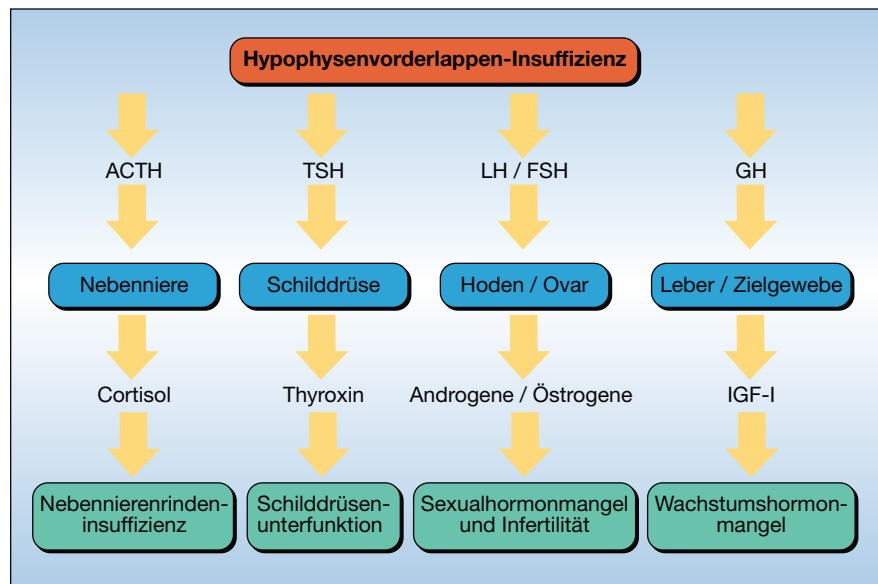 Hypophysenvorderlappen-Insuffizienz
ACTH
TSH
LH / FSH
GH
Nebenniere
Schilddrüse
Hoden / Ovar
Leber / Zielgewebe
Cortisol
Thyroxin
Androgene / Östrogene
IGF-I
Nebennierenrinden-
insuffizienz
Schilddrüsen-
unterfunktion
Sexualhormonmangel
und Infertilität
Wachstumshormon-
mangel